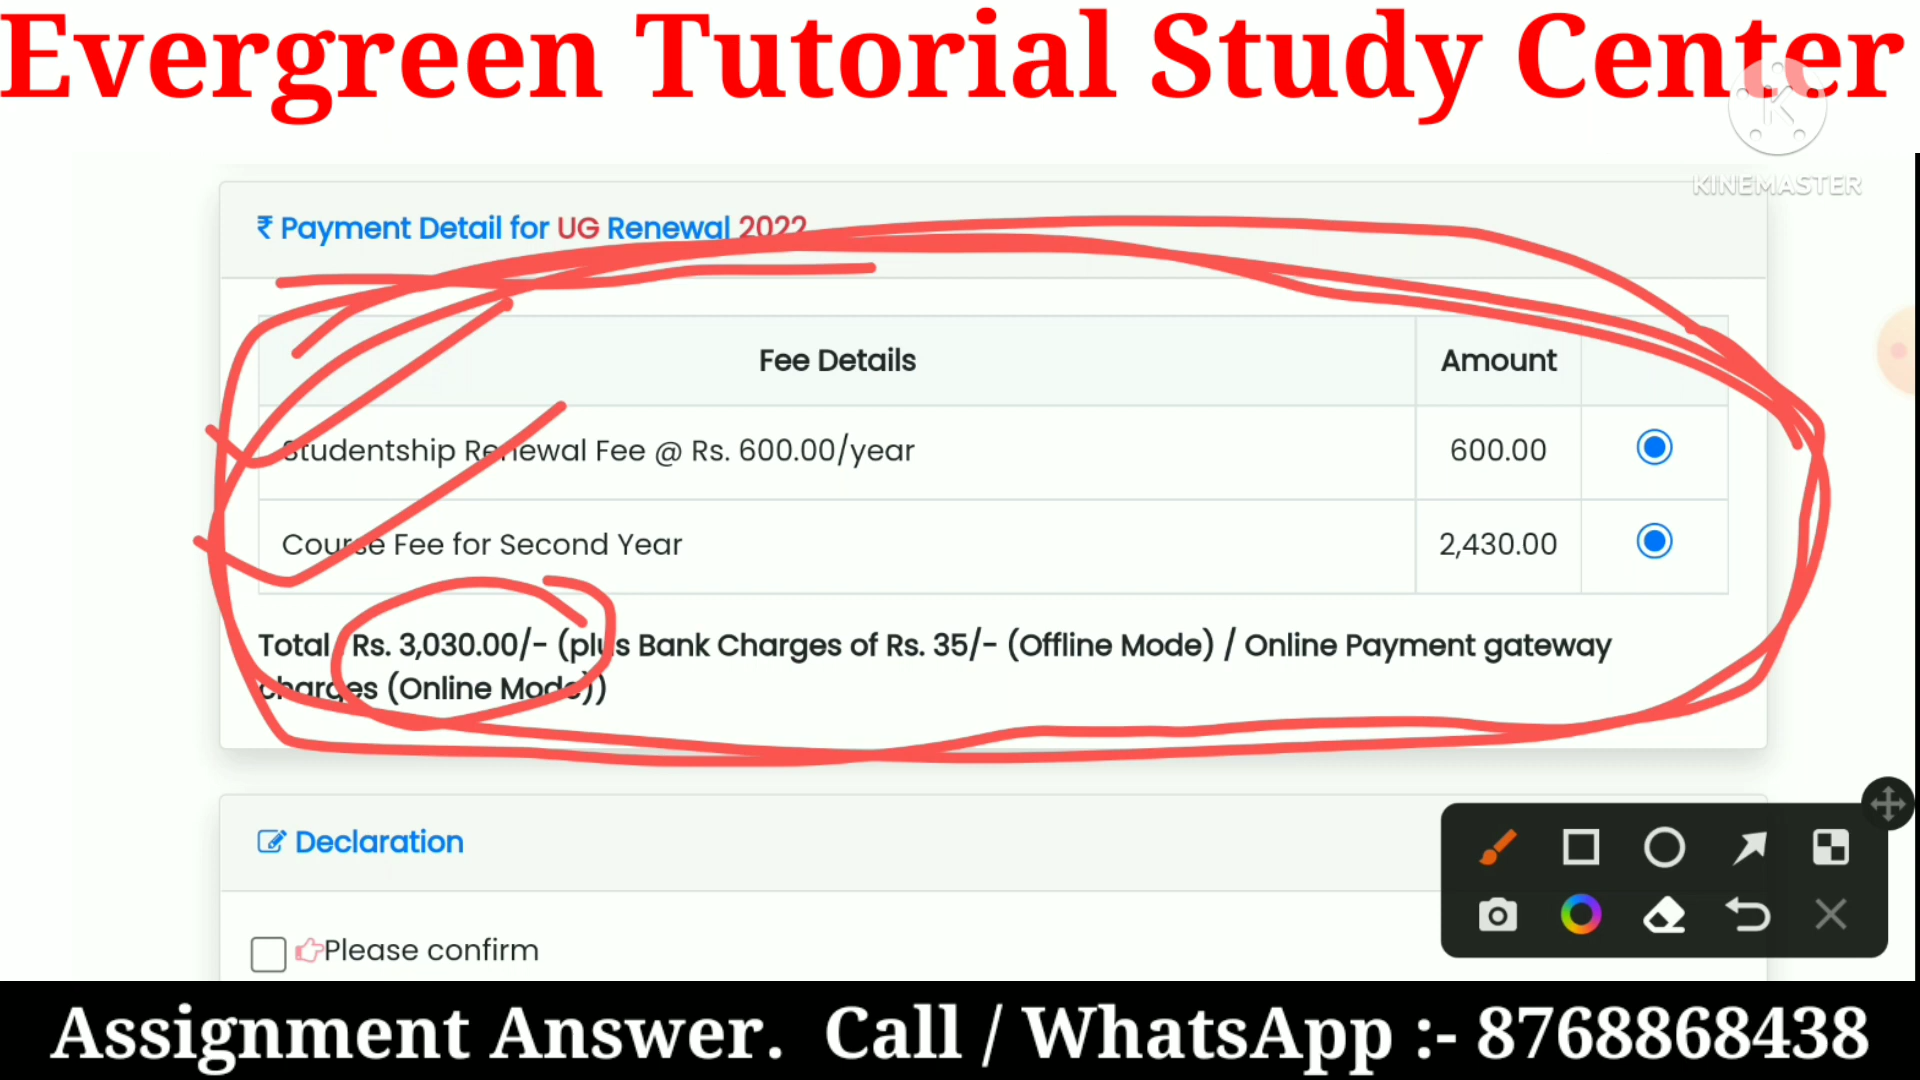 Evergreen Tutorial Study Center
KINEMASTER
₹ Payment Detail for UG Renewal 2022
Fee Details Amount
Studentship Renewal Fee @ Rs. 600.00/year 600.00
Course Fee for Second Year 2,430.00
Total Rs. 3,030.00/- (plus Bank Charges of Rs. 35/- (Offline Mode) / Online Payment gateway
charges (Online Mode))
Declaration
Please confirm
Assignment Answer. Call / WhatsApp :- 8768868438